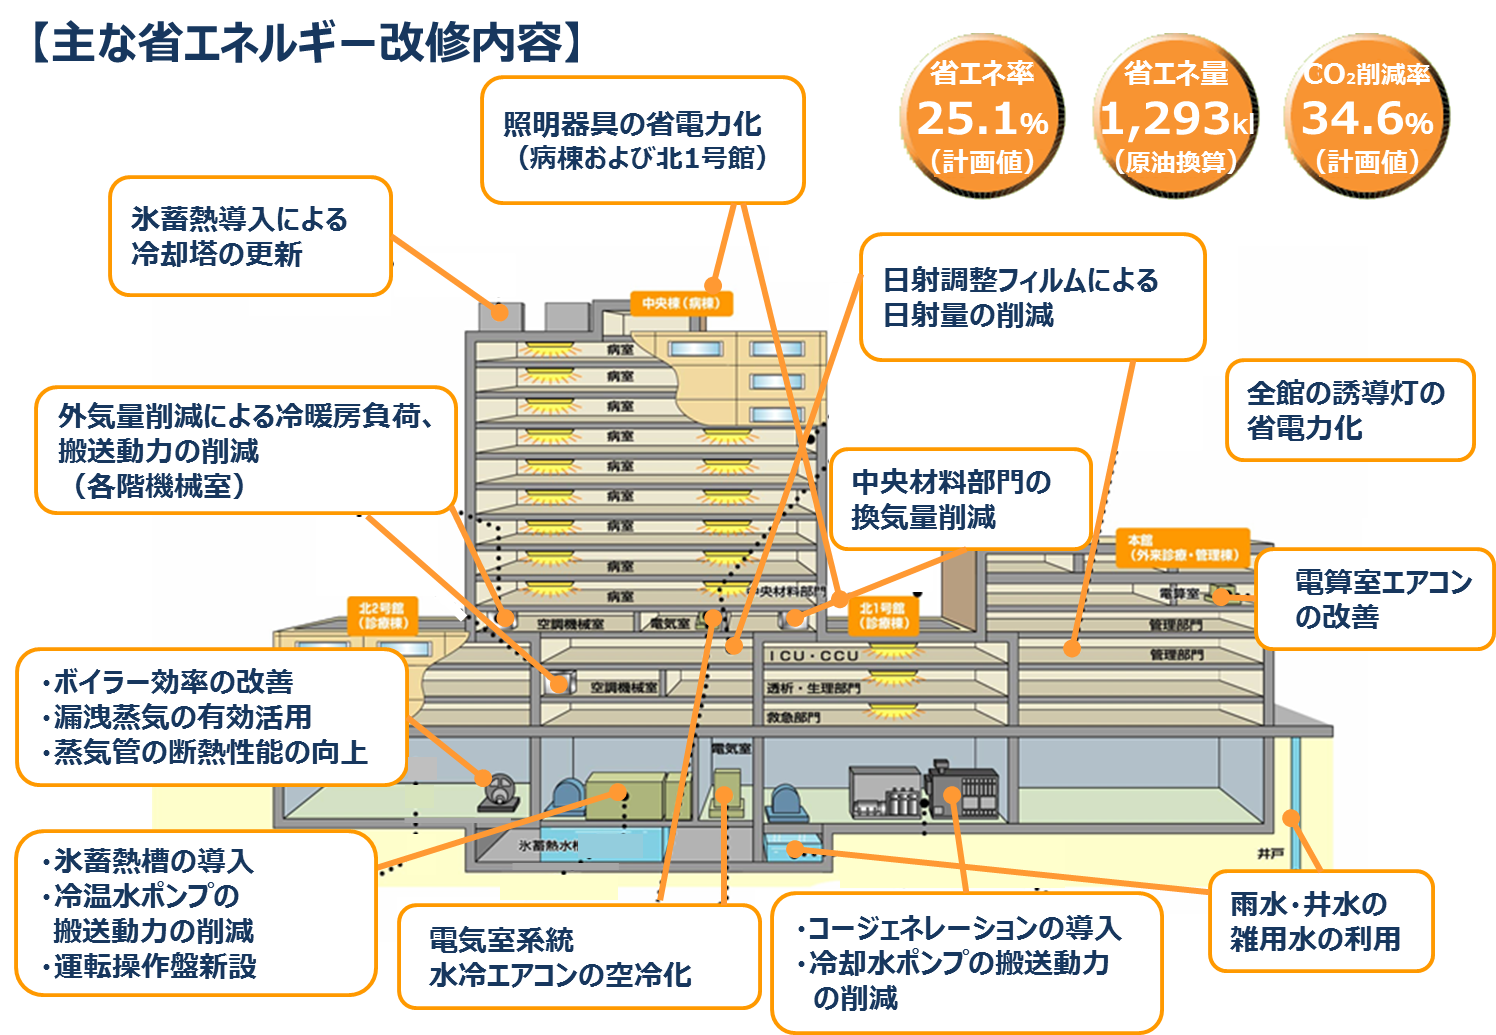 【主な省エネルギー改修内容】
省エネ率
25.1%
（計画値）
省エネ量
1,293kl
（原油換算）
CO₂削減率
34.6%
（計画値）
照明器具の省電力化
（病棟および北1号館）
氷蓄熱導入による
冷却塔の更新
日射調整フィルムによる
日射量の削減
外気量削減による冷暖房負荷、
搬送動力の削減
（各階機械室）
全館の誘導灯の
省電力化
中央材料部門の
換気量削減
電算室エアコン
の改善
中央棟（病棟）
病室
病室
病室
病室
病室
病室
病室
病室
病室
中央材料部門
空調機械室
電気室
北2号館
（診療棟）
北1号館
（診療棟）
本館
（外来診療・管理棟）
電算室
管理部門
管理部門
ICU・CCU
空調機械室
透析・生理部門
救急部門
電気室
氷蓄熱水槽
井戸
・ボイラー効率の改善
・漏洩蒸気の有効活用
・蒸気管の断熱性能の向上
・氷蓄熱槽の導入
・冷温水ポンプの
搬送動力の削減
・運転操作盤新設
電気室系統
水冷エアコンの空冷化
・コージェネレーションの導入
・冷却水ポンプの搬送動力
の削減
雨水・井水の
雑用水の利用